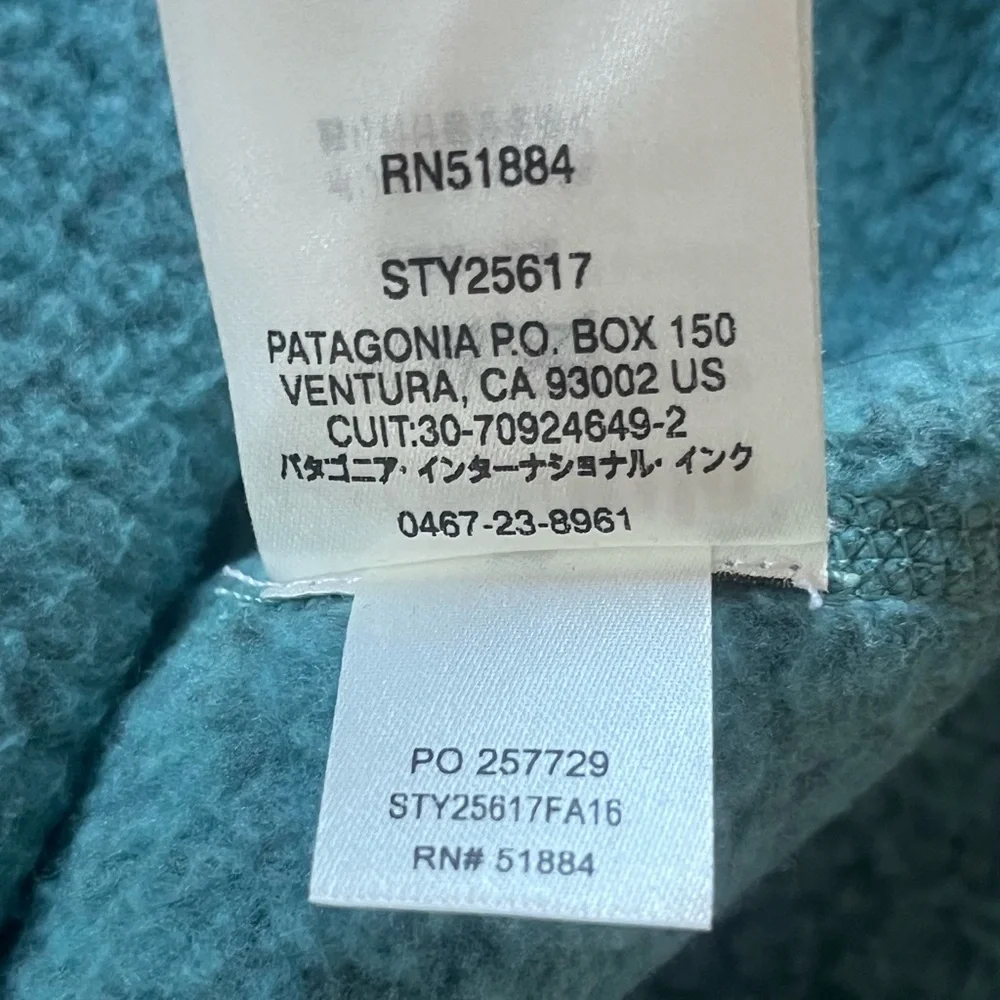 RN51884
STY25617
PATAGONIA P.O. BOX 150
VENTURA, CA 93002 US
CUIT:30-70924649-2
パタゴニア・インターナショナル・インク
0467-23-8961
PO 257729
STY25617FA16
RN# 51884